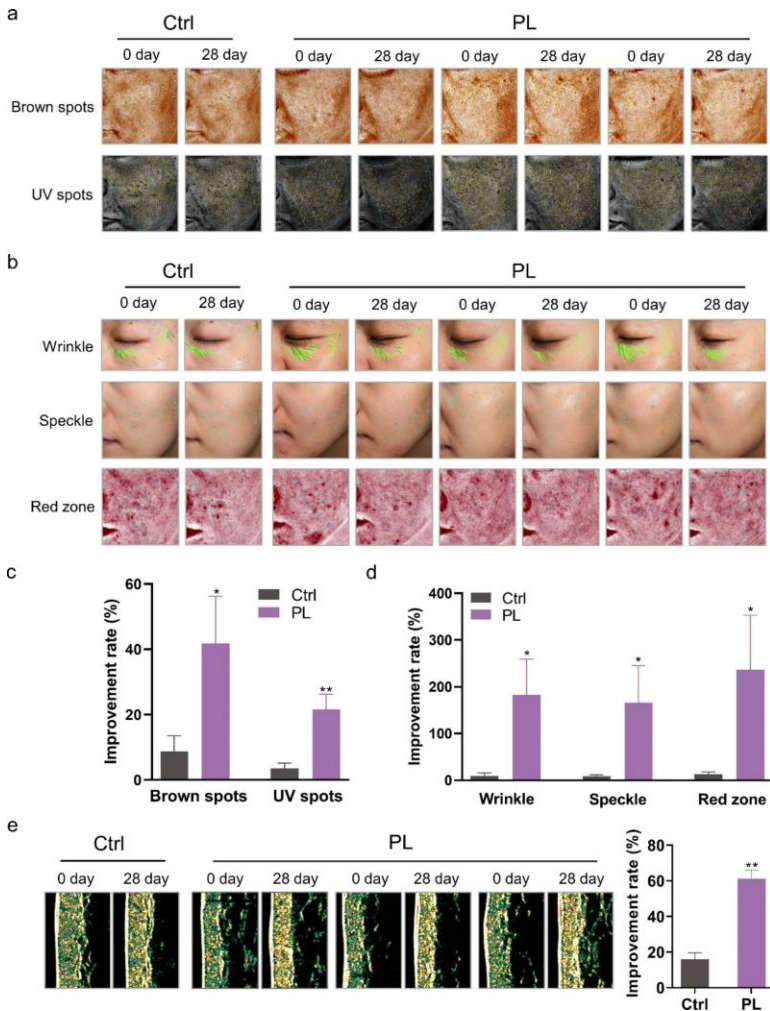 a
Ctrl PL
0 day 28 day 0 day 28 day 0 day 28 day 0 day 28 day
Brown spots
UV spots
b
Ctrl PL
0 day 28 day 0 day 28 day 0 day 28 day 0 day 28 day
Wrinkle
Speckle
Red zone
c
Improvement rate (%)
60
40
20
0
Ctrl
PL
*
**
Brown spots UV spots
d
Improvement rate (%)
400
300
200
100
0
Ctrl
PL
*
*
*
Wrinkle Speckle Red zone
e
Ctrl PL
0 day 28 day 0 day 28 day 0 day 28 day 0 day 28 day
Improvement rate (%)
80
60
40
20
0
**
Ctrl PL